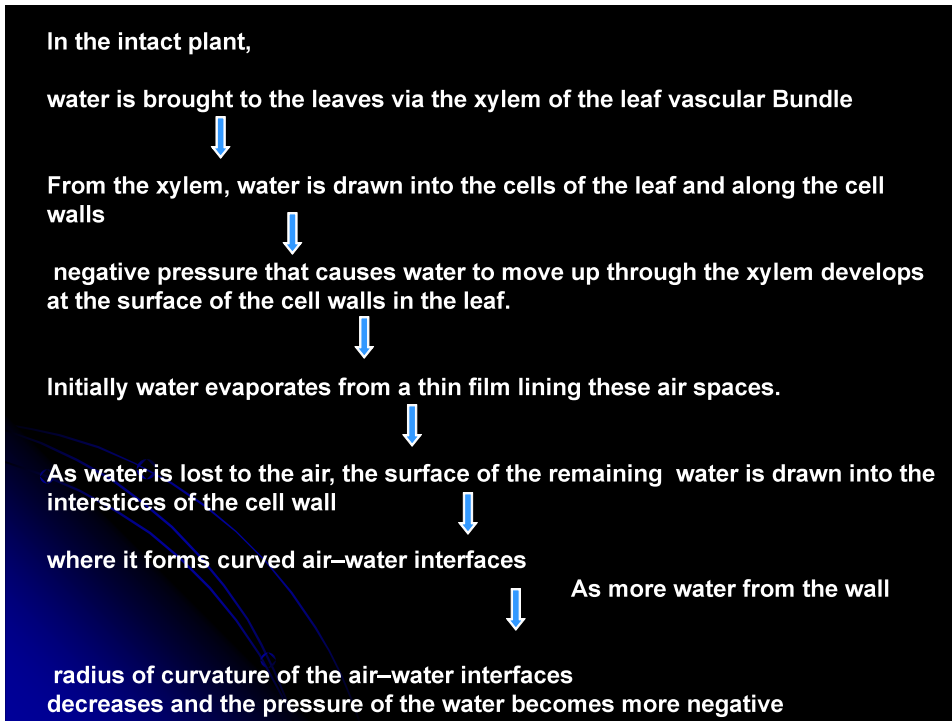 In the intact plant,
water is brought to the leaves via the xylem of the leaf vascular Bundle
From the xylem, water is drawn into the cells of the leaf and along the cell
walls
negative pressure that causes water to move up through the xylem develops
at the surface of the cell walls in the leaf.
Initially water evaporates from a thin film lining these air spaces.
As water is lost to the air, the surface of the remaining water is drawn into the
interstices of the cell wall
where it forms curved air–water interfaces
As more water from the wall
radius of curvature of the air–water interfaces
decreases and the pressure of the water becomes more negative